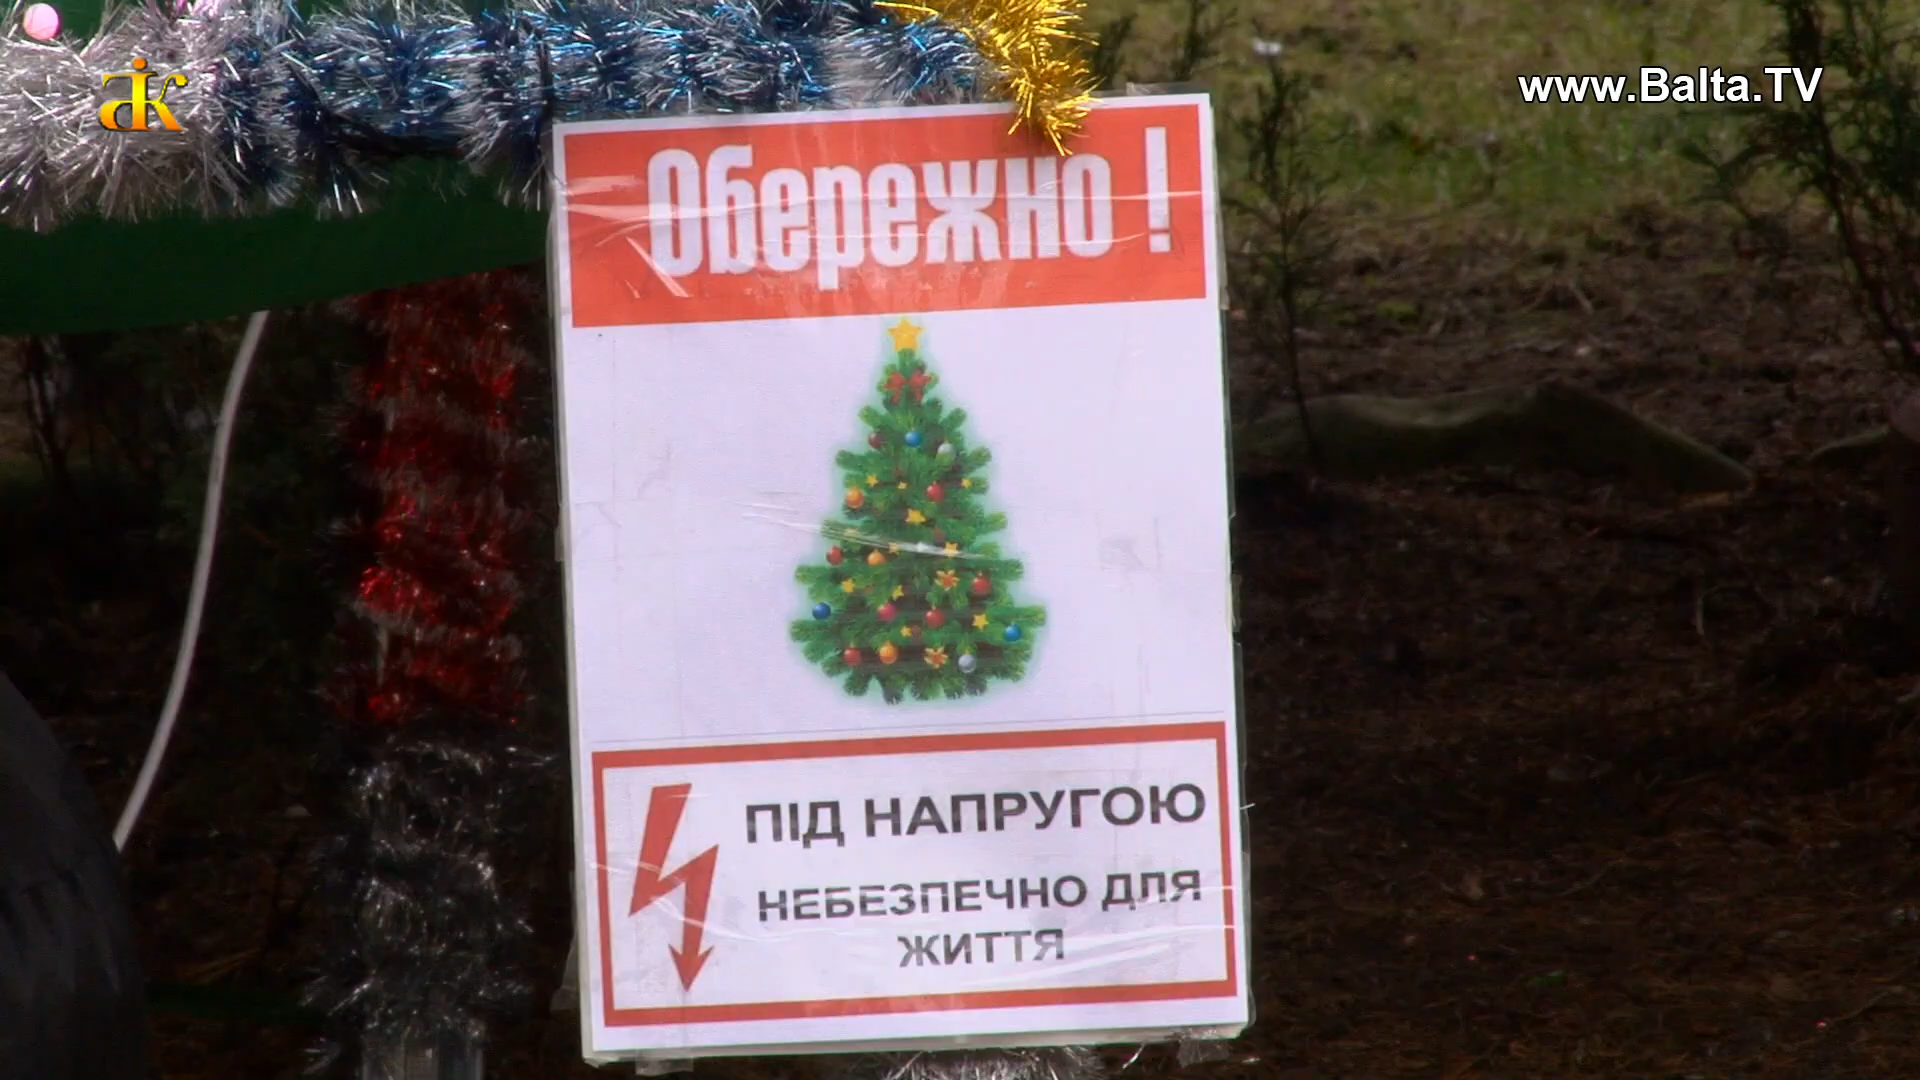 www.Balta.TV
Обережно !
ПІД НАПРУГОЮ
НЕБЕЗПЕЧНО ДЛЯ
ЖИТТЯ